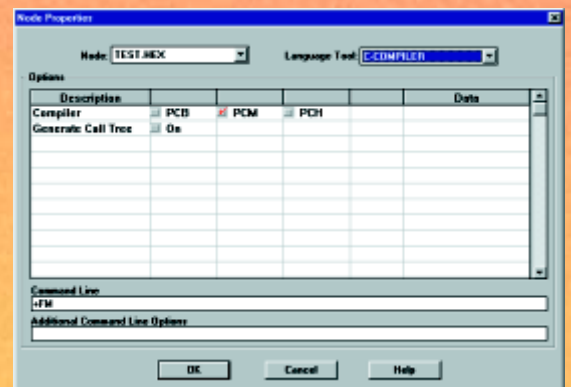 Node Properties
Node: TEST.HEX Language Tool: C-COMPILER
Options
Description Data
Compiler PCB PCM PCH
Generate Call Tree On
Command Line
+FM
Additional Command Line Options
OK Cancel Help